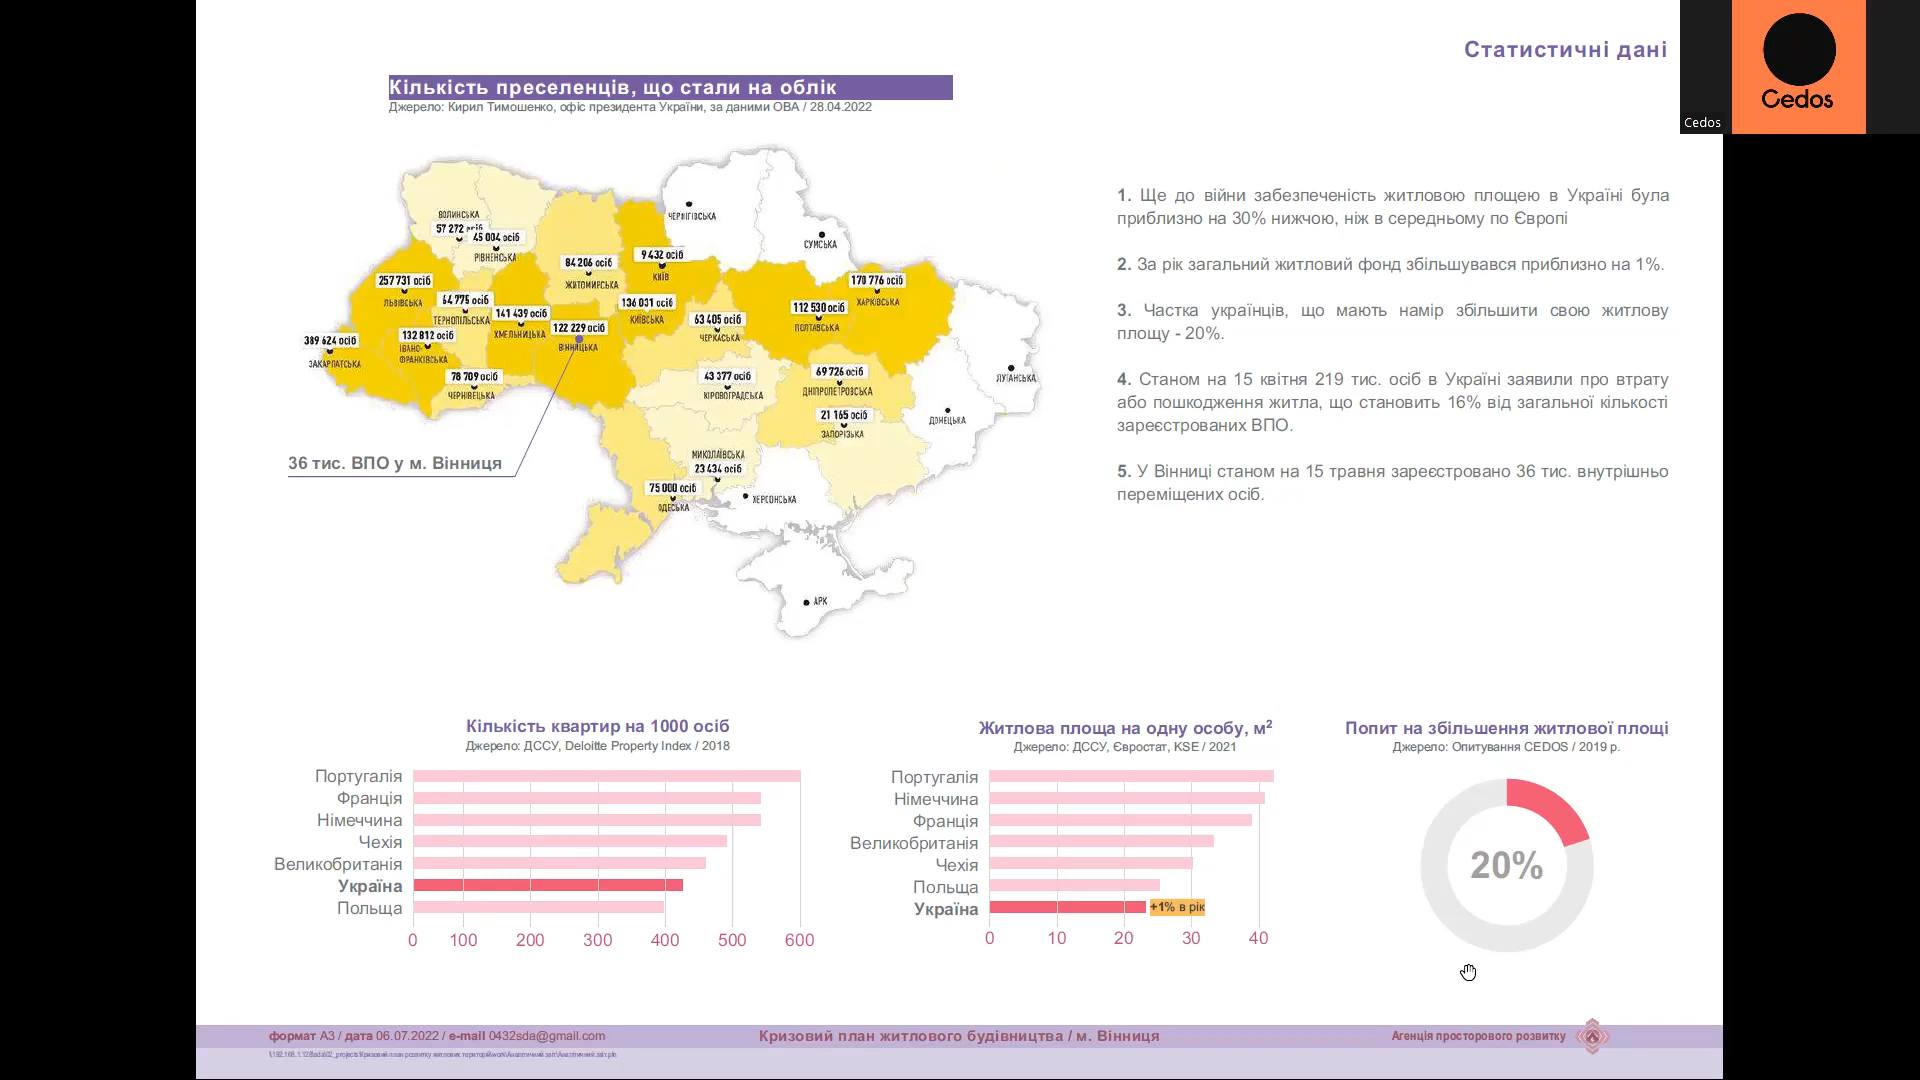 Статистичні дані
Cedos
Cedos
Кількість преселенців, що стали на облік
Джерело: Кирил Тимошенко, офіс президента України, за даними ОВА / 28.04.2022
ЧЕРНІГІВСЬКА
СУМСЬКА
ВОЛИНСЬКА
57 272 осіб
45 004 осіб
РІВНЕНСЬКА
84 206 осіб
ЖИТОМИРСЬКА
9 432 осіб
КИЇВ
257 731 осіб
ЛЬВІВСЬКА
64 775 осіб
ТЕРНОПІЛЬСЬКА
141 439 осіб
ХМЕЛЬНИЦЬКА
136 031 осіб
КИЇВСЬКА
122 229 осіб
ВІННИЦЬКА
63 405 осіб
ЧЕРКАСЬКА
112 530 осіб
ПОЛТАВСЬКА
170 776 осіб
ХАРКІВСЬКА
389 624 осіб
ЗАКАРПАТСЬКА
132 812 осіб
ІВАНО-
ФРАНКІВСЬКА
78 709 осіб
ЧЕРНІВЕЦЬКА
43 377 осіб
КІРОВОГРАДСЬКА
69 726 осіб
ДНІПРОПЕТРОВСЬКА
ЛУГАНСЬКА
21 165 осіб
ЗАПОРІЗЬКА
ДОНЕЦЬКА
МИКОЛАЇВСЬКА
23 434 осіб
75 000 осіб
ОДЕСЬКА
ХЕРСОНСЬКА
АРК
36 тис. ВПО у м. Вінниця
1. Ще до війни забезпеченість житловою площею в Україні була
приблизно на 30% нижчою, ніж в середньому по Європі
2. За рік загальний житловий фонд збільшувався приблизно на 1%.
3. Частка українців, що мають намір збільшити свою житлову
площу - 20%.
4. Станом на 15 квітня 219 тис. осіб в Україні заявили про втрату
або пошкодження житла, що становить 16% від загальної кількості
зареєстрованих ВПО.
5. У Вінниці станом на 15 травня зареєстровано 36 тис. внутрішньо
переміщених осіб.
Кількість квартир на 1000 осіб
Джерело: ДССУ, Deloitte Property Index / 2018
Португалія
Франція
Німеччина
Чехія
Великобританія
Україна
Польща
0 100 200 300 400 500 600
Житлова площа на одну особу, м²
Джерело: ДССУ, Євростат, KSE / 2021
Португалія
Німеччина
Франція
Великобританія
Чехія
Польща
Україна
+1% в рік
0 10 20 30 40
Попит на збільшення житлової площі
Джерело: Опитування CEDOS / 2019 р.
20%
формат А3 / дата 06.07.2022 / e-mail 0432sda@gmail.com
Кризовий план житлового будівництва / м. Вінниця
Агенція просторового розвитку